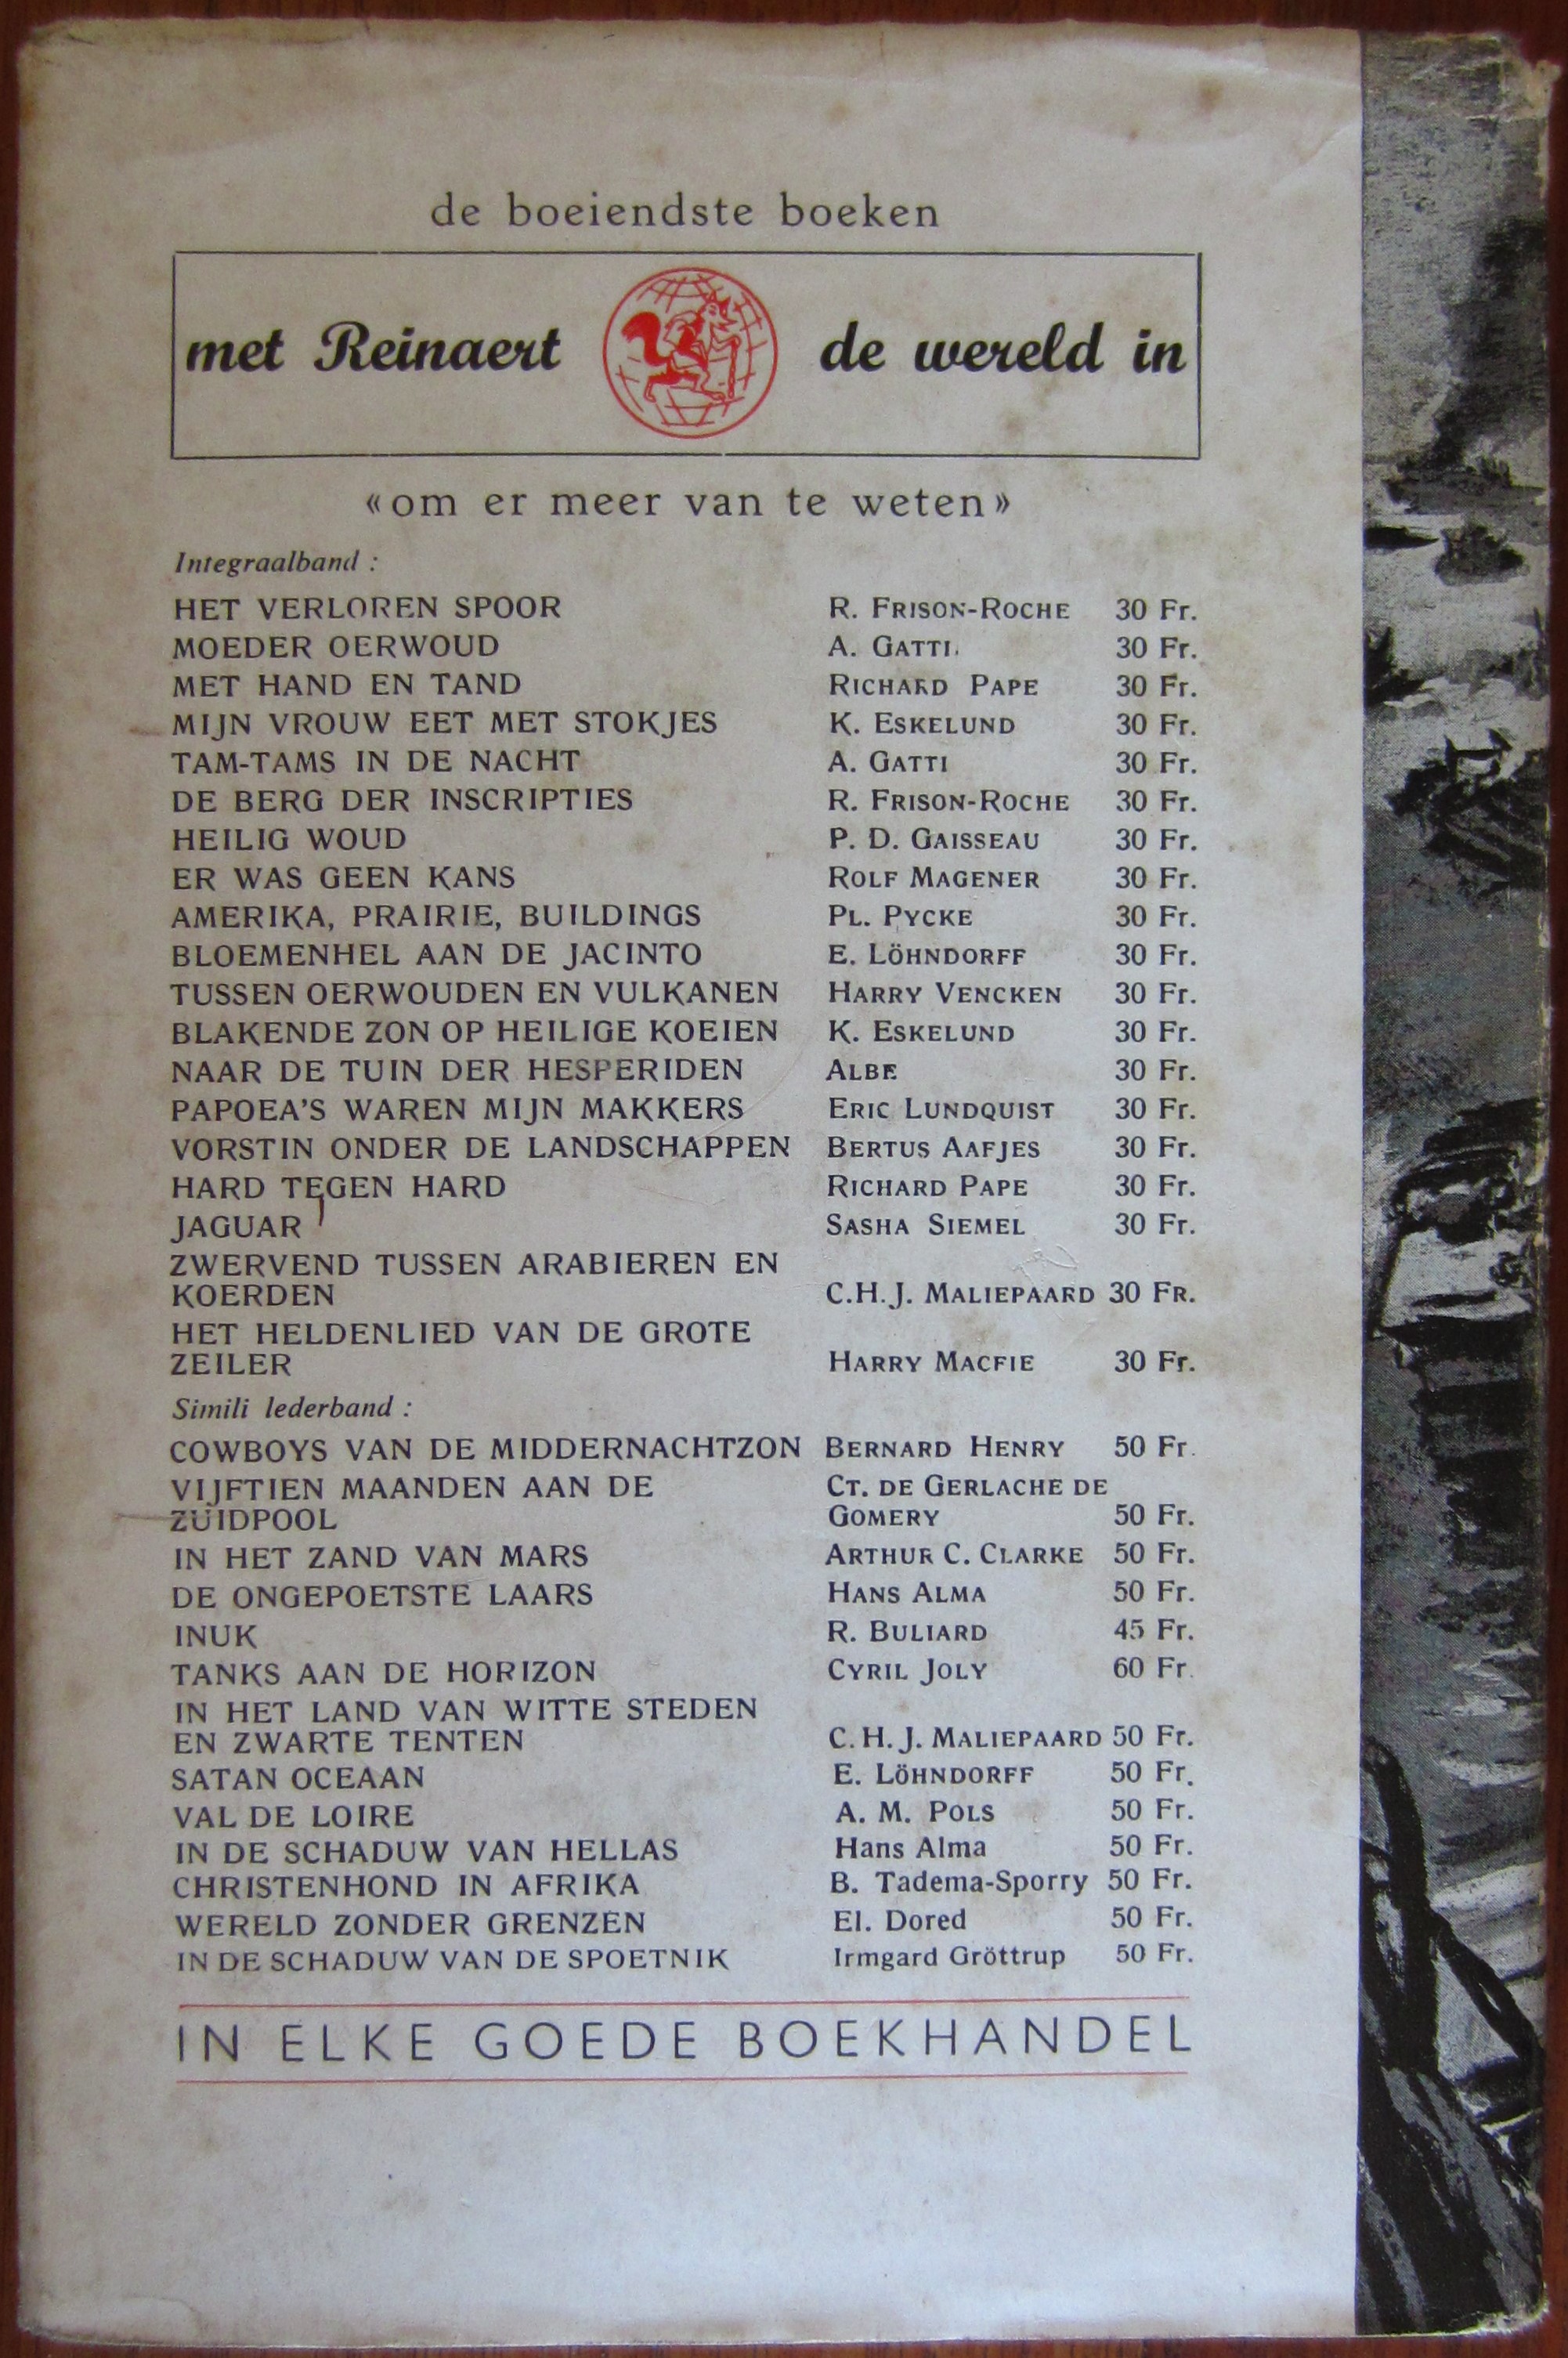 de boeiendste boeken
met Reinaert de wereld in
«om er meer van te weten»
Integraalband :
HET VERLOREN SPOOR R. FRISON-ROCHE 30 Fr.
MOEDER OERWOUD A. GATTI. 30 Fr.
MET HAND EN TAND RICHARD PAPE 30 Fr.
MIJN VROUW EET MET STOKJES K. ESKELUND 30 Fr.
TAM-TAMS IN DE NACHT A. GATTI 30 Fr.
DE BERG DER INSCRIPTIES R. FRISON-ROCHE 30 Fr.
HEILIG WOUD P. D. GAISSEAU 30 Fr.
ER WAS GEEN KANS ROLF MAGENER 30 Fr.
AMERIKA, PRAIRIE, BUILDINGS PL. PYCKE 30 Fr.
BLOEMENHEL AAN DE JACINTO E. LÖHNDORFF 30 Fr.
TUSSEN OERWOUDEN EN VULKANEN HARRY VENCKEN 30 Fr.
BLAKENDE ZON OP HEILIGE KOEIEN K. ESKELUND 30 Fr.
NAAR DE TUIN DER HESPERIDEN ALBE 30 Fr.
PAPOEA'S WAREN MIJN MAKKERS ERIC LUNDQUIST 30 Fr.
VORSTIN ONDER DE LANDSCHAPPEN BERTUS AAFJES 30 Fr.
HARD TEGEN HARD RICHARD PAPE 30 Fr.
JAGUAR SASHA SIEMEL 30 Fr.
ZWERVEND TUSSEN ARABIEREN EN
KOERDEN C.H.J. MALIEPAARD 30 FR.
HET HELDENLIED VAN DE GROTE
ZEILER HARRY MACFIE 30 Fr.
Simili lederband :
COWBOYS VAN DE MIDDERNACHTZON BERNARD HENRY 50 Fr.
VIJFTIEN MAANDEN AAN DE CT. DE GERLACHE DE
ZUIDPOOL GOMERY 50 Fr.
IN HET ZAND VAN MARS ARTHUR C. CLARKE 50 Fr.
DE ONGEPOETSTE LAARS HANS ALMA 50 Fr.
INUK R. BULIARD 45 Fr.
TANKS AAN DE HORIZON CYRIL JOLY 60 Fr.
IN HET LAND VAN WITTE STEDEN
EN ZWARTE TENTEN C. H. J. MALIEPAARD 50 Fr.
SATAN OCEAAN E. LÖHNDORFF 50 Fr.
VAL DE LOIRE A. M. POLS 50 Fr.
IN DE SCHADUW VAN HELLAS Hans Alma 50 Fr.
CHRISTENHOND IN AFRIKA B. Tadema-Sporry 50 Fr.
WERELD ZONDER GRENZEN El. Dored 50 Fr.
IN DE SCHADUW VAN DE SPOETNIK Irmgard Gröttrup 50 Fr.
IN ELKE GOEDE BOEKHANDEL